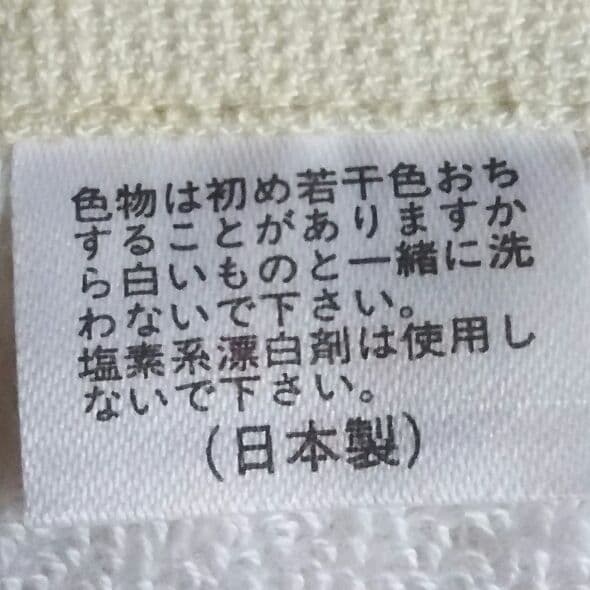 色物は初め若干色おち
することがあります か
ら白いものと一緒に洗
わないで下さい。
塩素系漂白剤は使用し
ないで下さい。
(日本製)